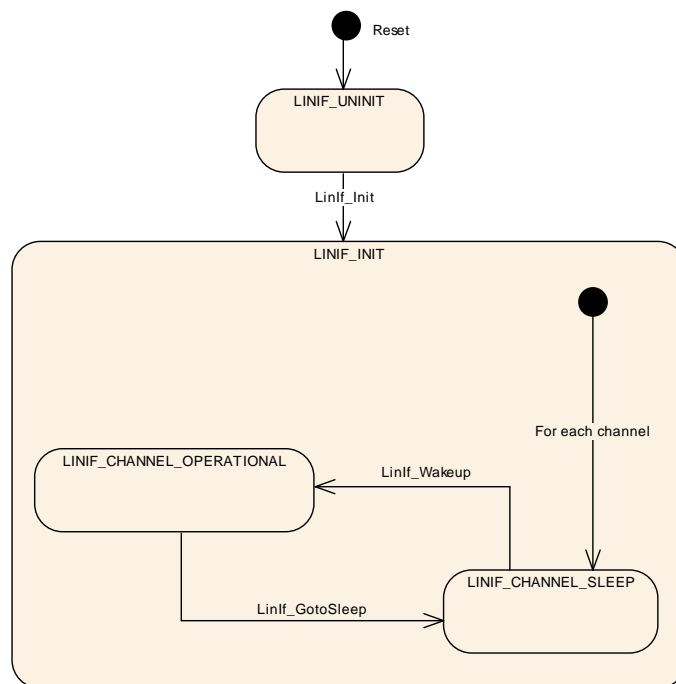 Reset
LINIF_UNINIT
LinIf_Init
LINIF_INIT
For each channel
LINIF_CHANNEL_OPERATIONAL
LinIf_Wakeup
LINIF_CHANNEL_SLEEP
LinIf_GotoSleep